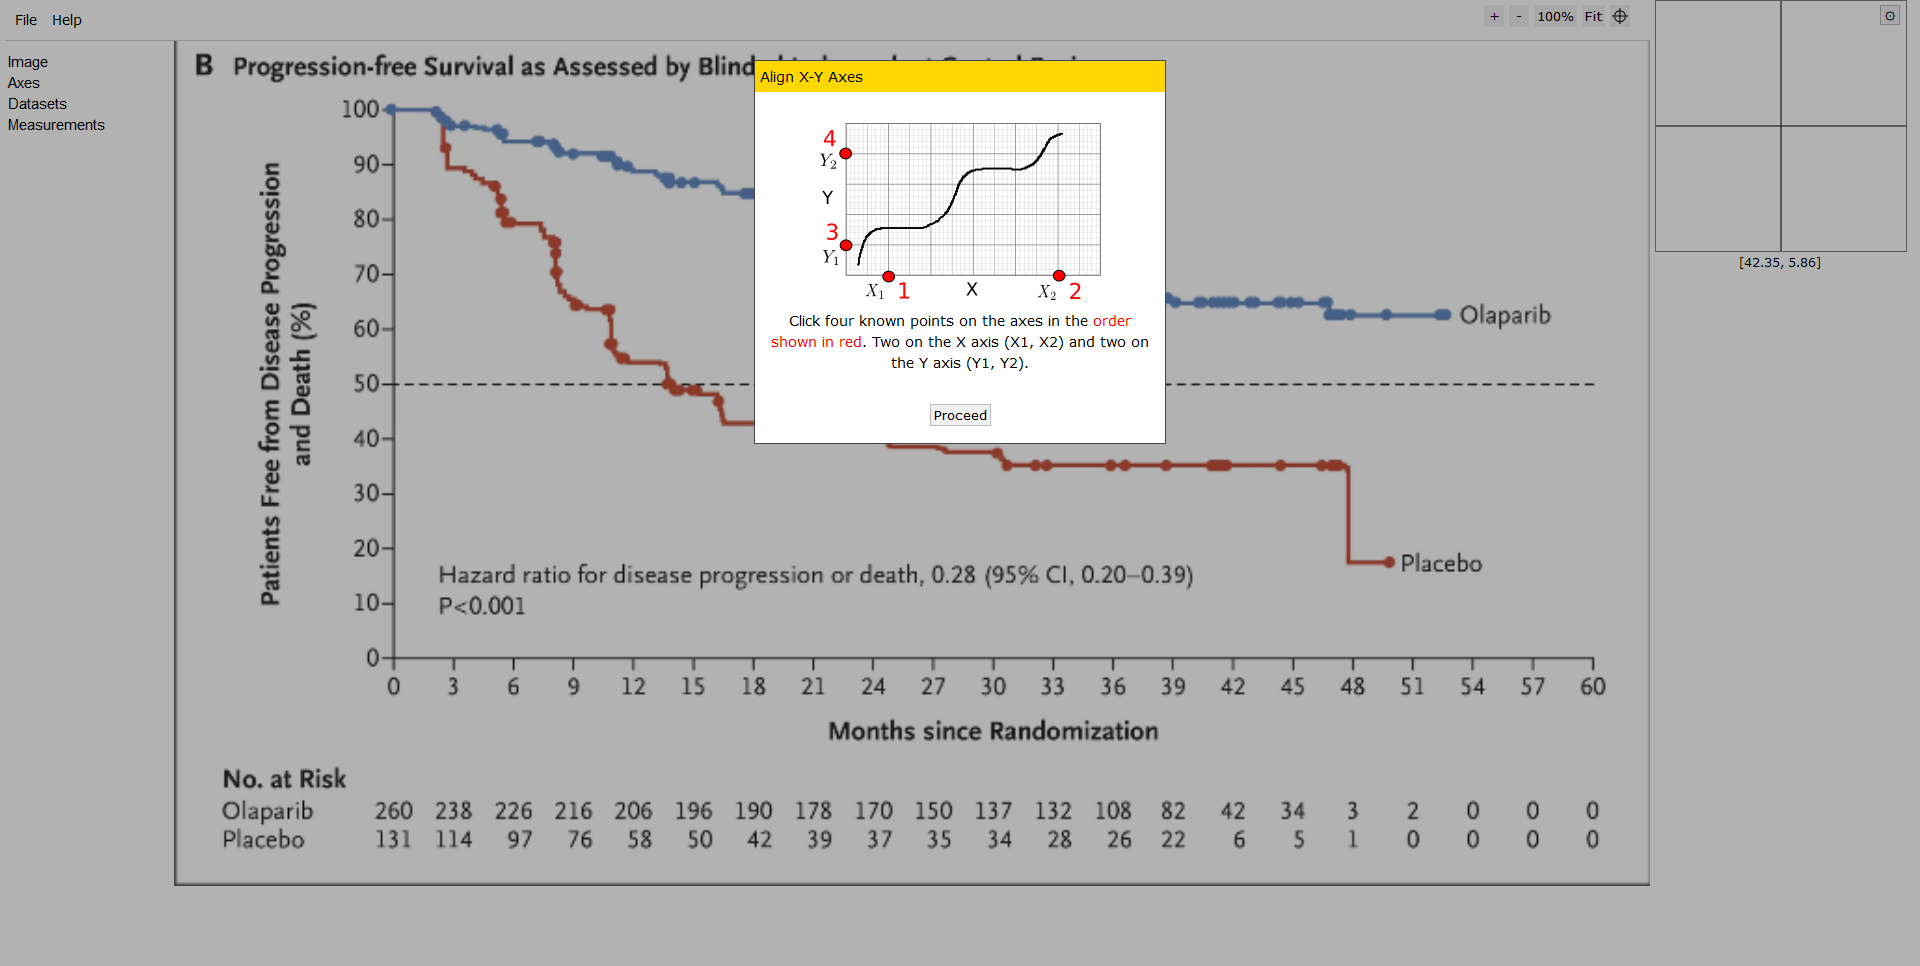 File Help
+ - 100% Fit
Image
Axes
Datasets
Measurements
[42.35, 5.86]
B Progression-free Survival as Assessed by
Align X-Y Axes
4
Y2
Y
3
Y1
X1 1 X X2 2
Click four known points on the axes in the order
shown in red. Two on the X axis (X1, X2) and two on
the Y axis (Y1, Y2).
Proceed
Patients Free from Disease Progression
and Death (%)
100
90
80
70
60
50
40
30
20
10
0
Olaparib
Placebo
Hazard ratio for disease progression or death, 0.28 (95% CI, 0.20–0.39)
P<0.001
0 3 6 9 12 15 18 21 24 27 30 33 36 39 42 45 48 51 54 57 60
Months since Randomization
No. at Risk
Olaparib 260 238 226 216 206 196 190 178 170 150 137 132 108 82 42 34 3 2 0 0 0
Placebo 131 114 97 76 58 50 42 39 37 35 34 28 26 22 6 5 1 0 0 0 0